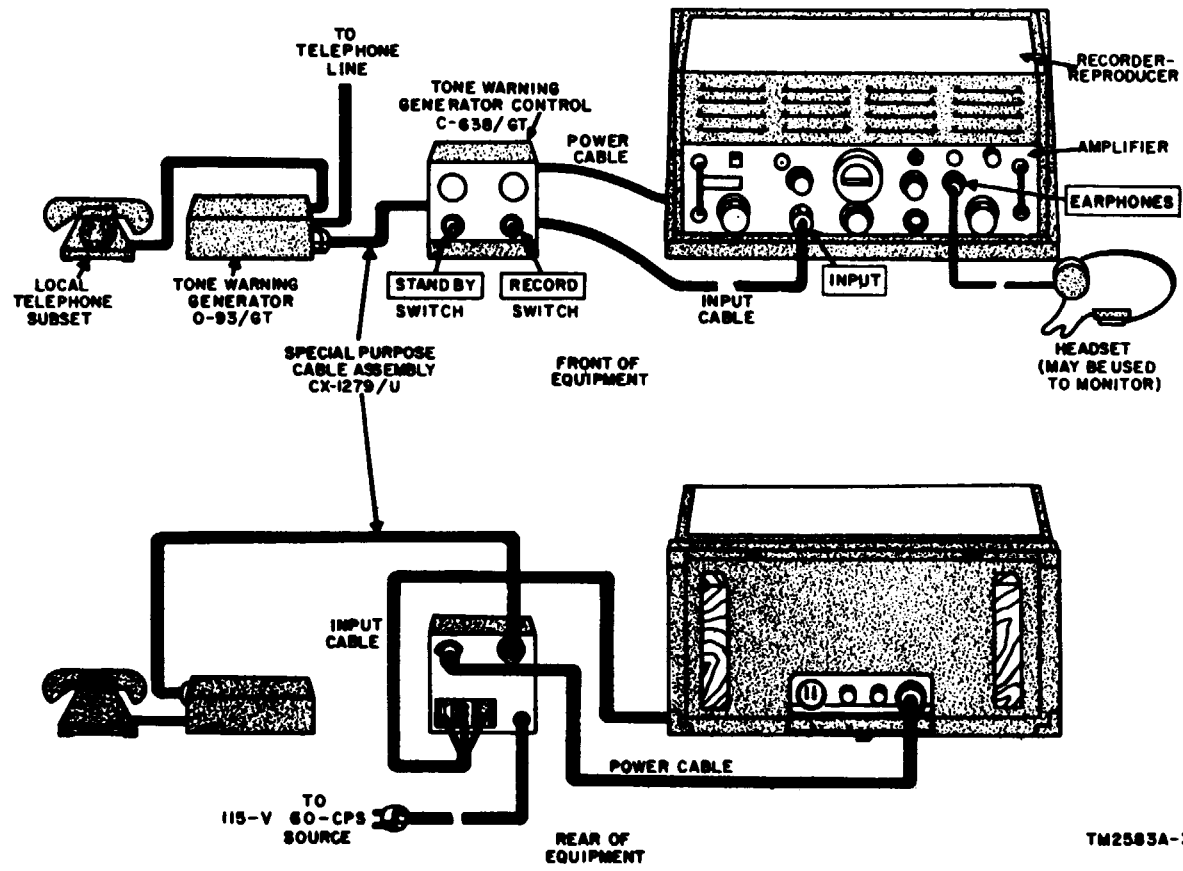 TO
TELEPHONE
LINE
TONE WARNING
GENERATOR CONTROL
C-638/GT
POWER
CABLE
RECORDER-
REPRODUCER
AMPLIFIER
EARPHONES
LOCAL
TELEPHONE
SUBSET
TONE WARNING
GENERATOR
O-93/GT
STAND BY
SWITCH
RECORD
SWITCH
INPUT
INPUT
CABLE
SPECIAL PURPOSE
CABLE ASSEMBLY
CX-1279/U
FRONT OF
EQUIPMENT
HEADSET
(MAY BE USED
TO MONITOR)
INPUT
CABLE
POWER CABLE
TO
115-V 60-CPS
SOURCE
REAR OF
EQUIPMENT
TM2583A-